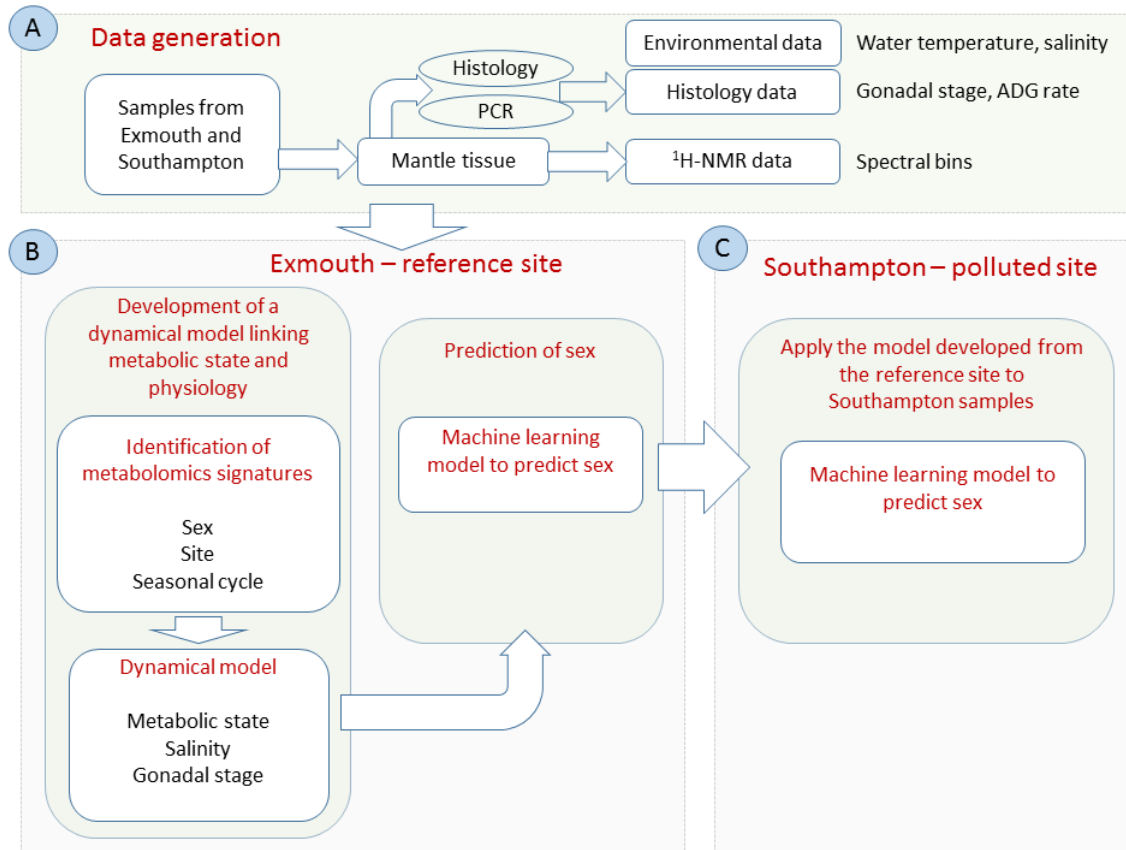 A
Data generation
Samples from
Exmouth and
Southampton
Histology
PCR
Mantle tissue
Environmental data
Water temperature, salinity
Histology data
Gonadal stage, ADG rate
¹H-NMR data
Spectral bins
B
Exmouth – reference site
Development of a
dynamical model linking
metabolic state and
physiology
Identification of
metabolomics signatures
Sex
Site
Seasonal cycle
Dynamical model
Metabolic state
Salinity
Gonadal stage
Prediction of sex
Machine learning
model to predict sex
C
Southampton – polluted site
Apply the model developed from
the reference site to
Southampton samples
Machine learning model to
predict sex